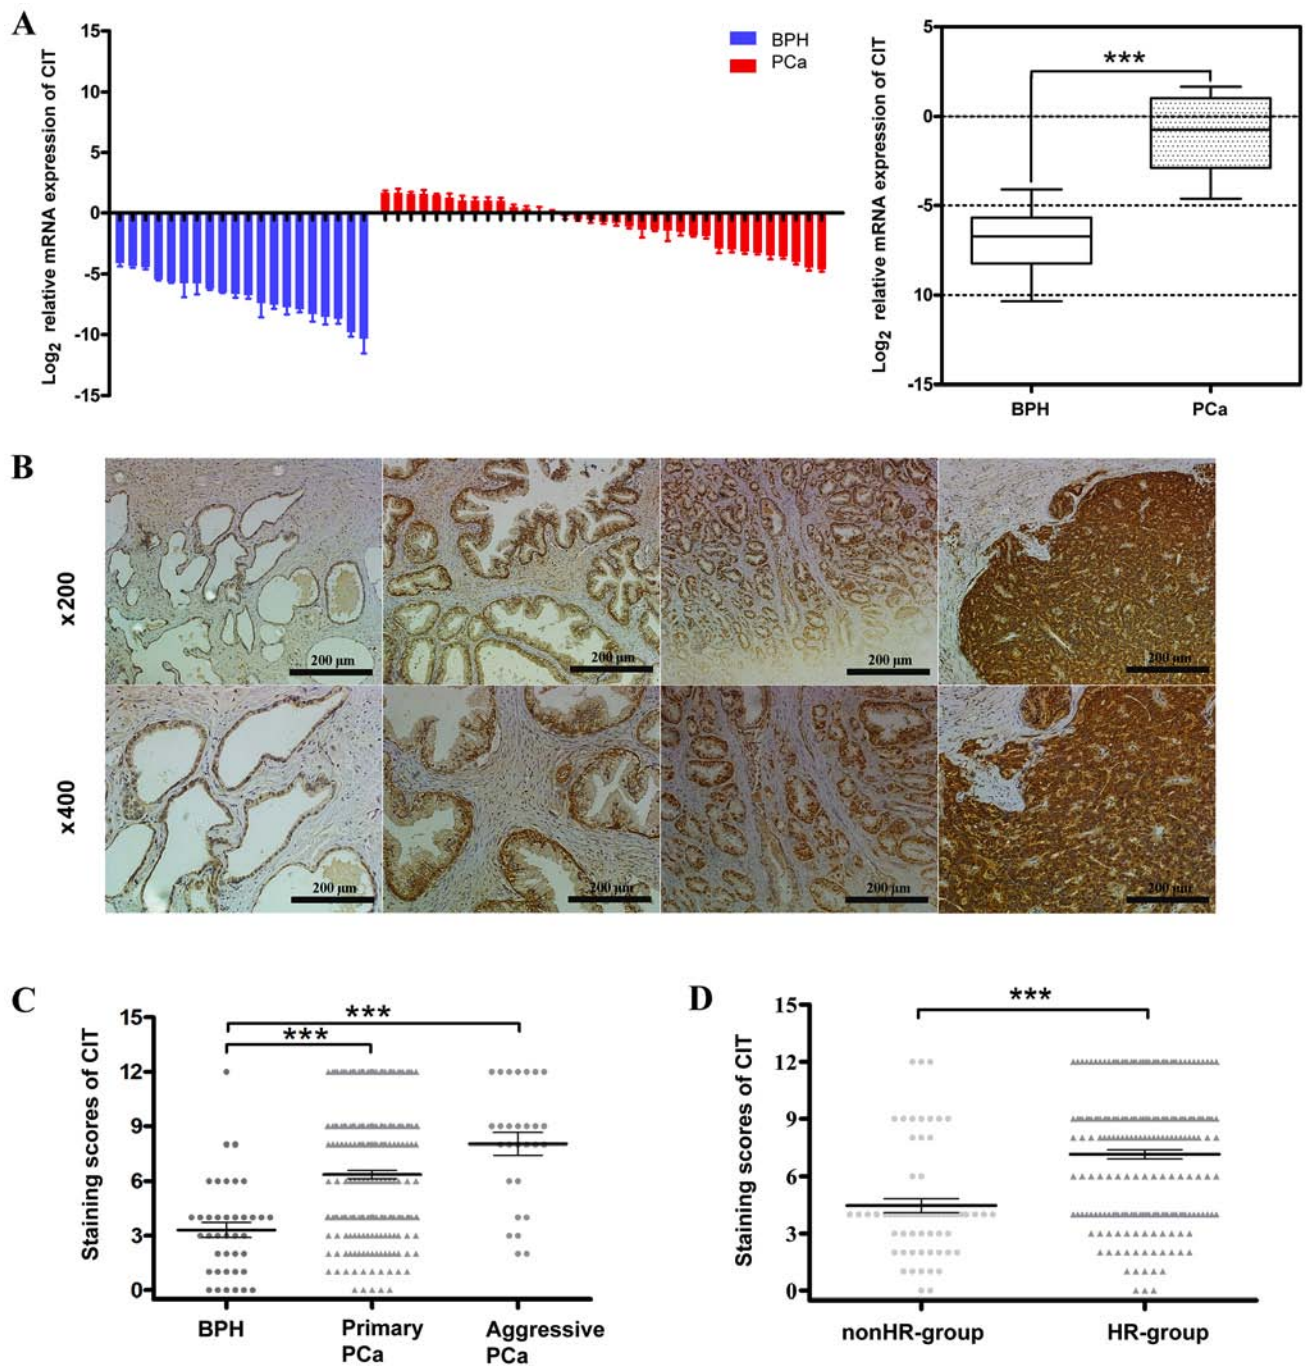 A
15
10
5
0
-5
-10
-15
Log2 relative mRNA expression of CIT
BPH
PCa
5
0
-5
10
-15
Log2 relative mRNA expression of CIT
***
BPH
PCa
B
x200
200 µm
200 µm
200 µm
200 µm
x400
200 µm
200 µm
200 µm
200 µm
C
15
12
9
6
3
0
Staining scores of CIT
***
***
BPH
Primary
PCa
Aggressive
PCa
D
15
12
9
6
3
0
Staining scores of CIT
***
nonHR-group
HR-group